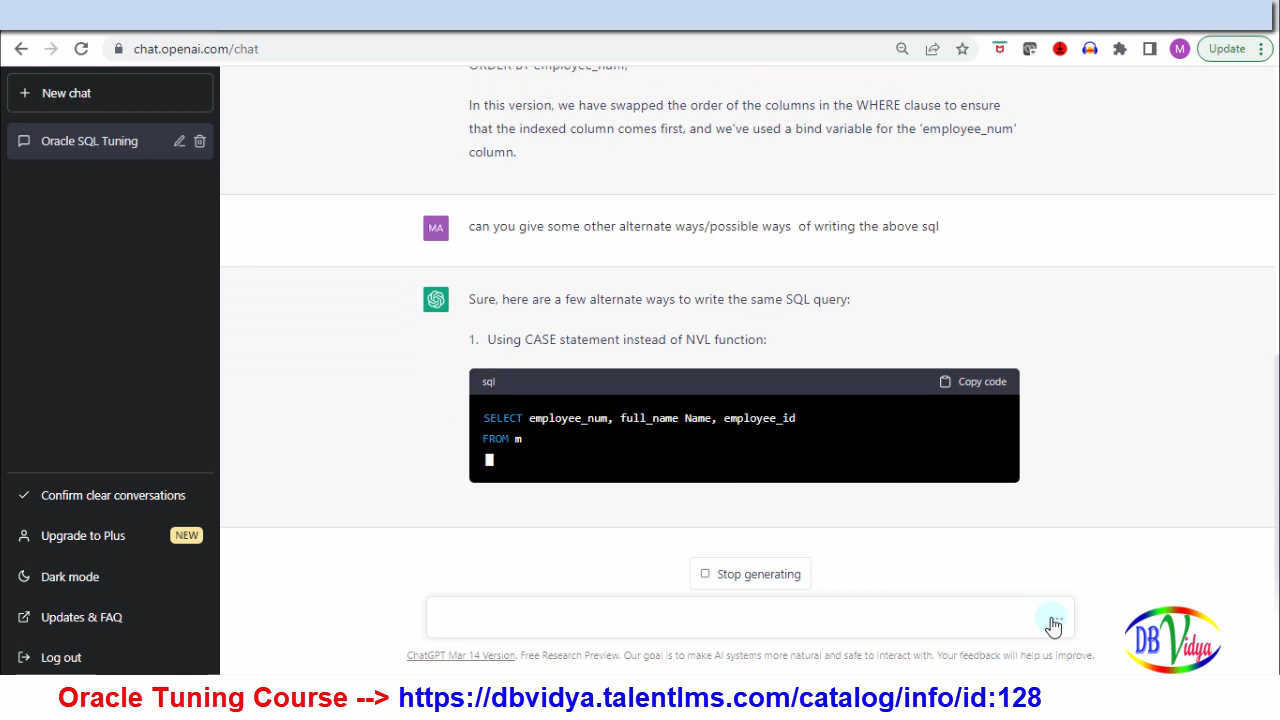 chat.openai.com/chat
Update
New chat
Oracle SQL Tuning
ORDER BY employee_num;
In this version, we have swapped the order of the columns in the WHERE clause to ensure
that the indexed column comes first, and we've used a bind variable for the 'employee_num'
column.
MA
can you give some other alternate ways/possible ways of writing the above sql
Sure, here are a few alternate ways to write the same SQL query:
1. Using CASE statement instead of NVL function:
sql
Copy code
SELECT employee_num, full_name Name, employee_id
FROM m
Confirm clear conversations
Upgrade to Plus
NEW
Dark mode
Updates & FAQ
Log out
Stop generating
ChatGPT Mar 14 Version. Free Research Preview. Our goal is to make AI systems more natural and safe to interact with. Your feedback will help us improve.
M
DB Vidya
Oracle Tuning Course --> https://dbvidya.talentlms.com/catalog/info/id:128